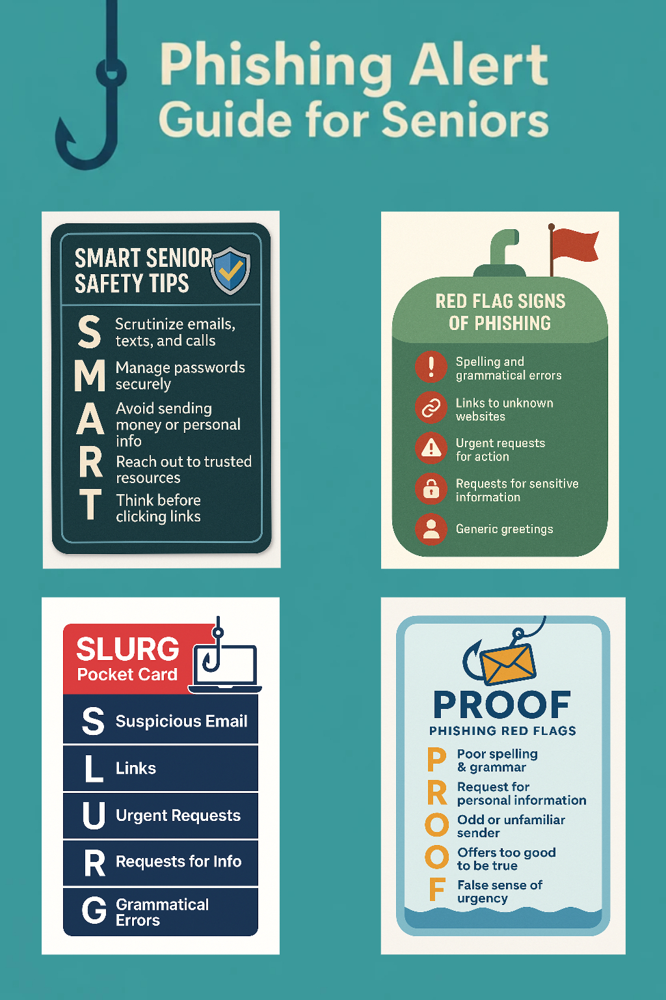 Phishing Alert
Guide for Seniors
SMART SENIOR
SAFETY TIPS
S Scrutinize emails,
texts, and calls
M Manage passwords
securely
A Avoid sending
money or personal
info
R Reach out to trusted
resources
T Think before
clicking links
RED FLAG SIGNS
OF PHISHING
Spelling and
grammatical errors
Links to unknown
websites
Urgent requests
for action
Requests for sensitive
information
Generic greetings
SLURG
Pocket Card
S Suspicious Email
L Links
U Urgent Requests
R Requests for Info
G Grammatical
Errors
PROOF
PHISHING RED FLAGS
P Poor spelling
& grammar
R Request for
personal information
O Odd or unfamiliar
sender
O Offers too good
to be true
F False sense of
urgency